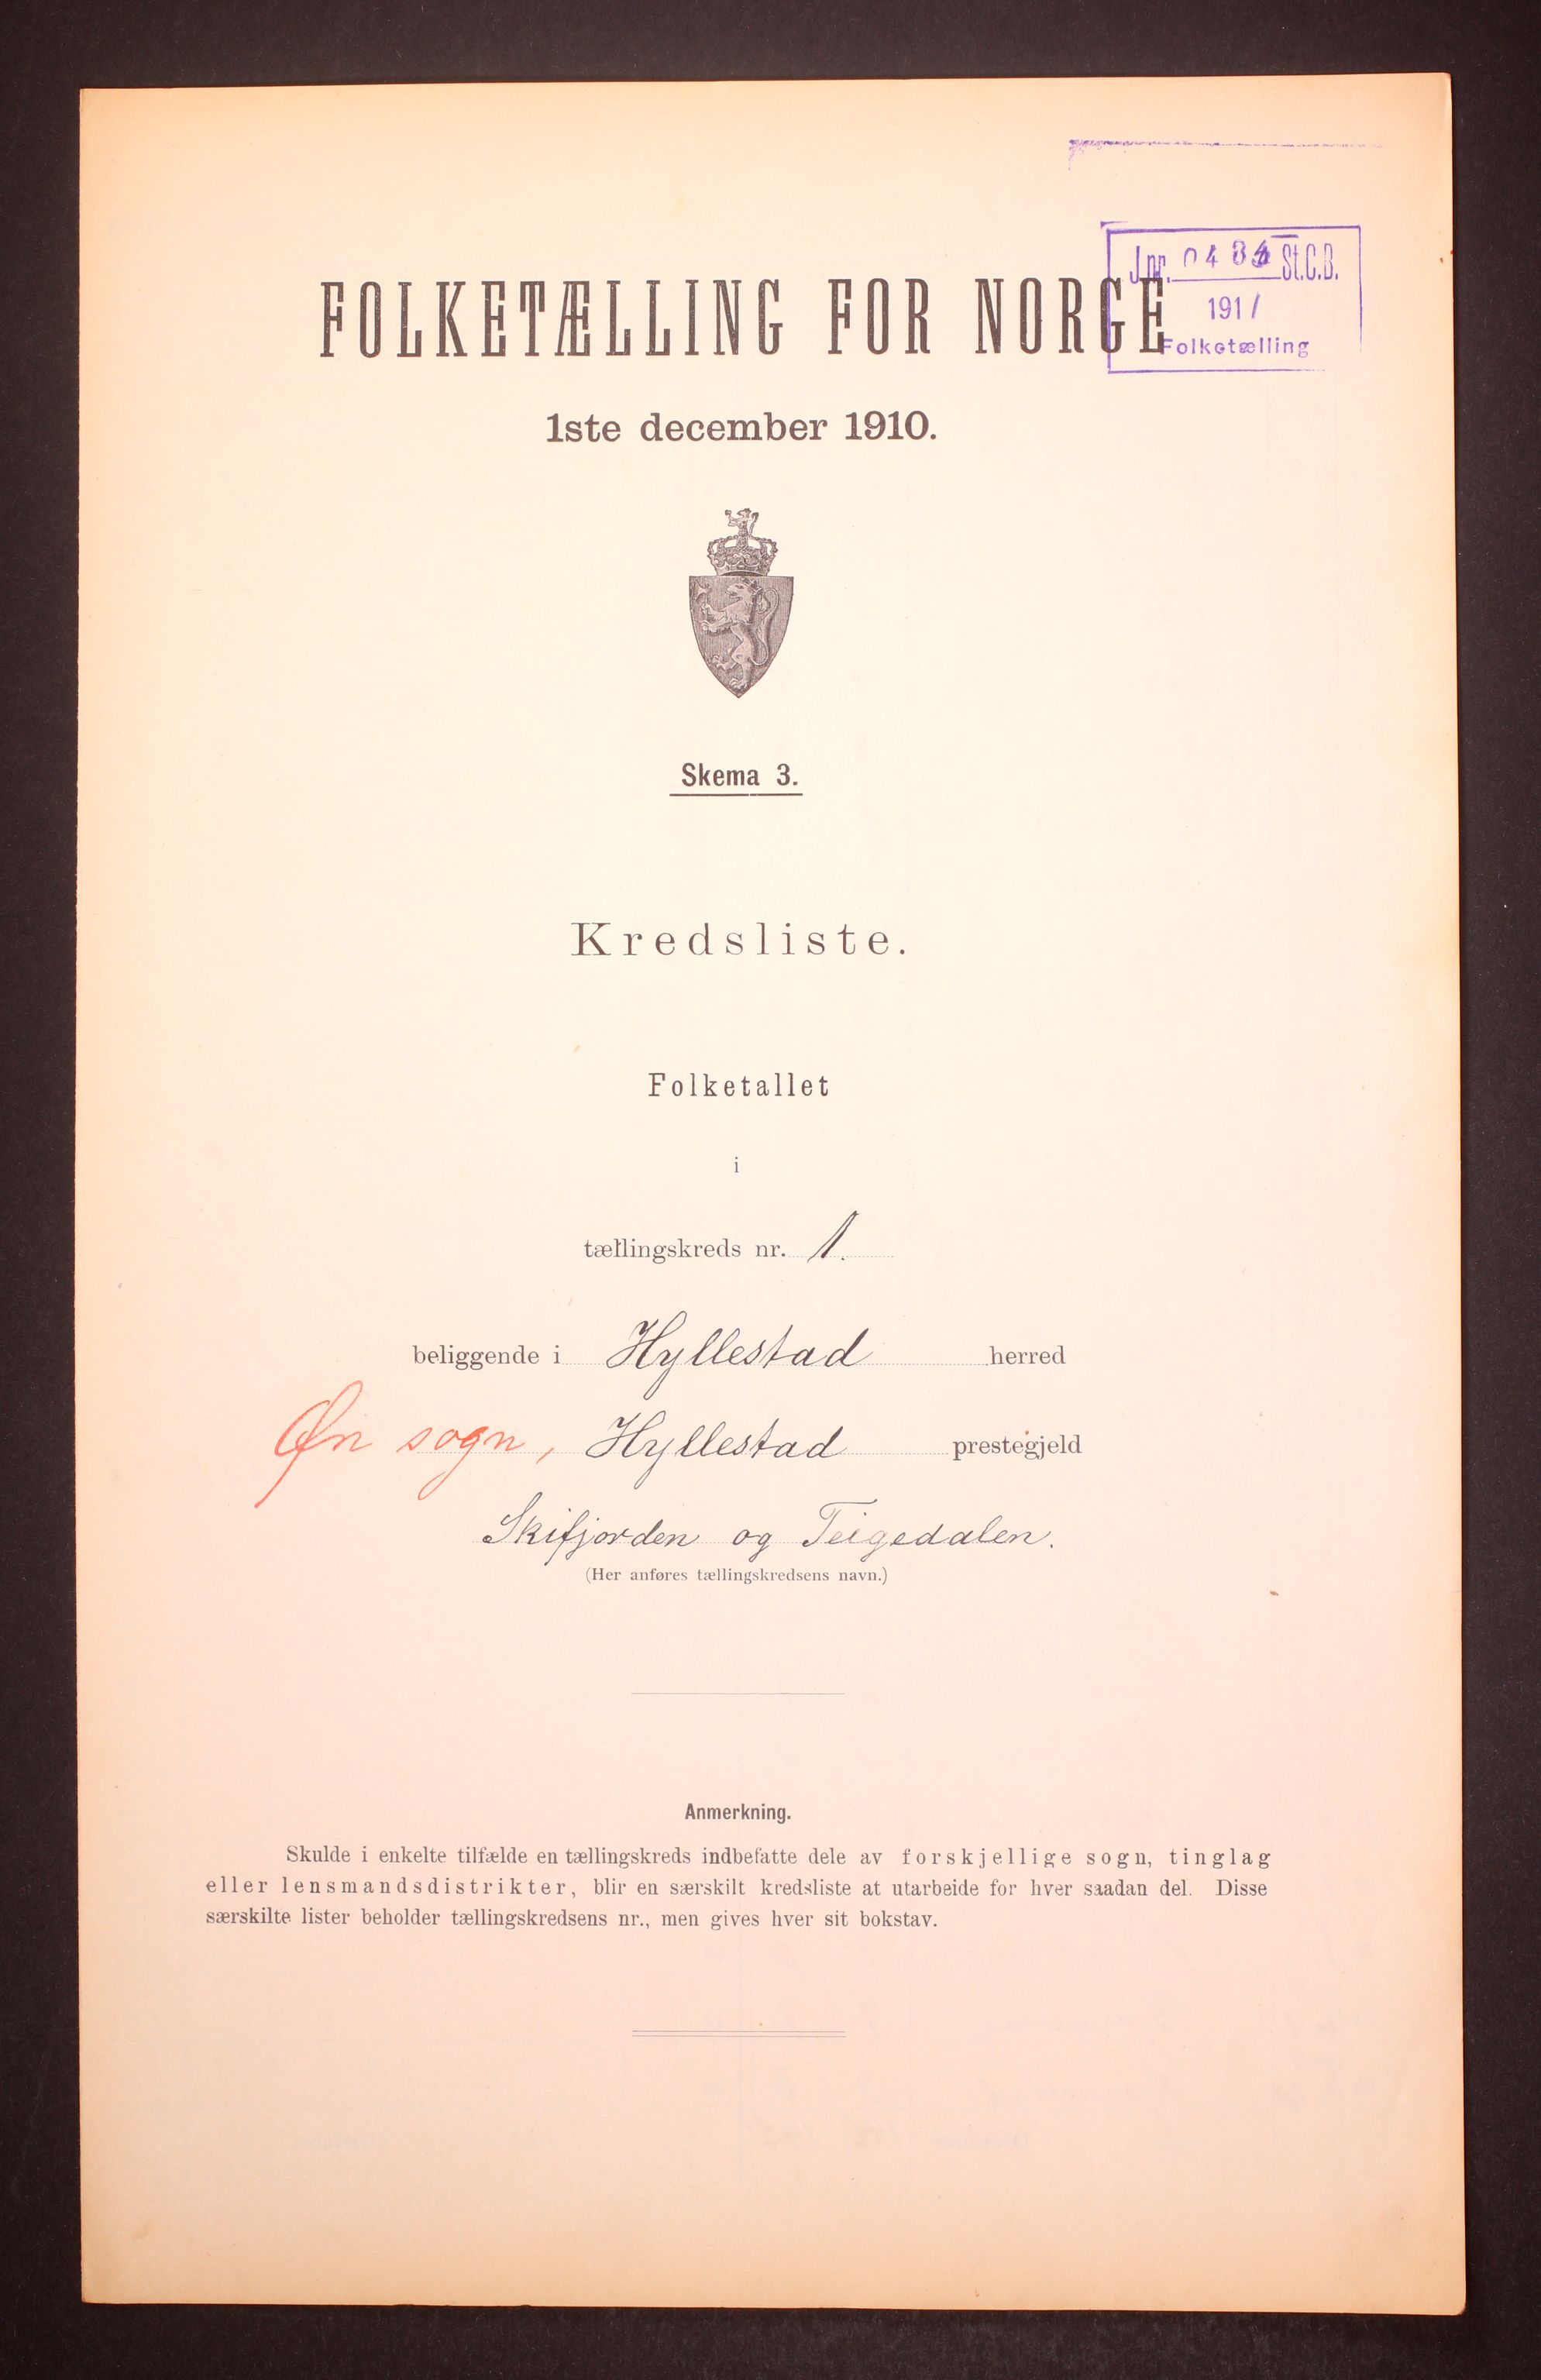 Jnr. St.C.B.
1911
Folketælling
FOLKETÆLLING FOR NORGE
1ste december 1910.
Skema 3.
Kredsliste.
Folketallet
i
tællingskreds nr. 1.
beliggende i Hyllestad herred
Øn sogn, Hyllestad prestegjeld
Skifjorden og Teigedalen.
(Her anføres tællingskredsens navn.)
Anmerkning.
Skulde i enkelte tilfælde en tællingskreds indbefatte dele av forskjellige sogn, tinglag
eller lensmandsdistrikter, blir en særskilt kredsliste at utarbeide for hver saadan del. Disse
særskilte lister beholder tællingskredsens nr., men gives hver sit bokstav.